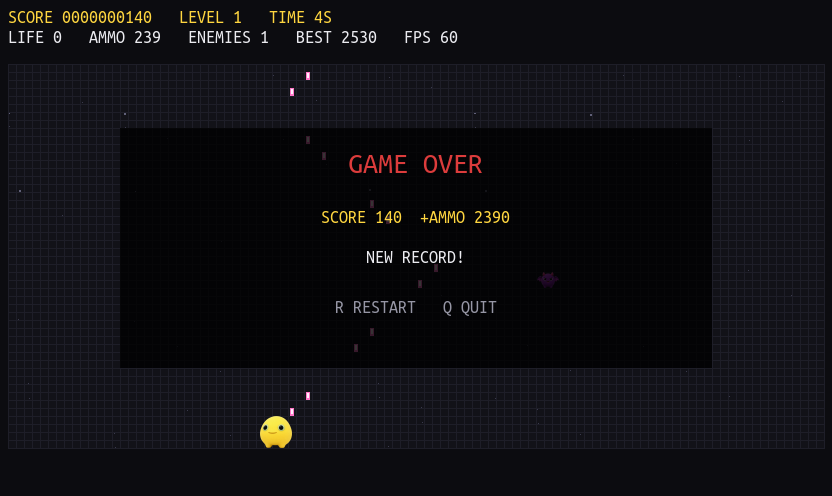 SCORE 0000000140   LEVEL 1   TIME 4S
LIFE 0   AMMO 239   ENEMIES 1   BEST 2530   FPS 60
GAME OVER
SCORE 140  +AMMO 2390
NEW RECORD!
R RESTART   Q QUIT